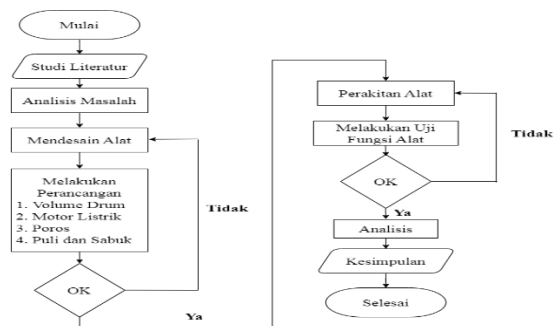 Mulai
Studi Literatur
Analisis Masalah
Mendesain Alat
Melakukan
Perancangan
1. Volume Drum
2. Motor Listrik
3. Poros
4. Puli dan Sabuk
Tidak
OK
Ya
Perakitan Alat
Melakukan Uji
Fungsi Alat
Tidak
OK
Ya
Analisis
Kesimpulan
Selesai